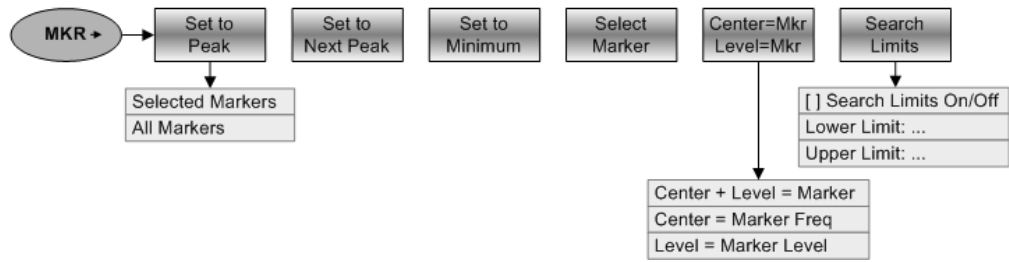 MKR →
Set to
Peak
Set to
Next Peak
Set to
Minimum
Select
Marker
Center=Mkr
Level=Mkr
Search
Limits
Selected Markers
All Markers
[ ] Search Limits On/Off
Lower Limit: ...
Upper Limit: ...
Center + Level = Marker
Center = Marker Freq
Level = Marker Level